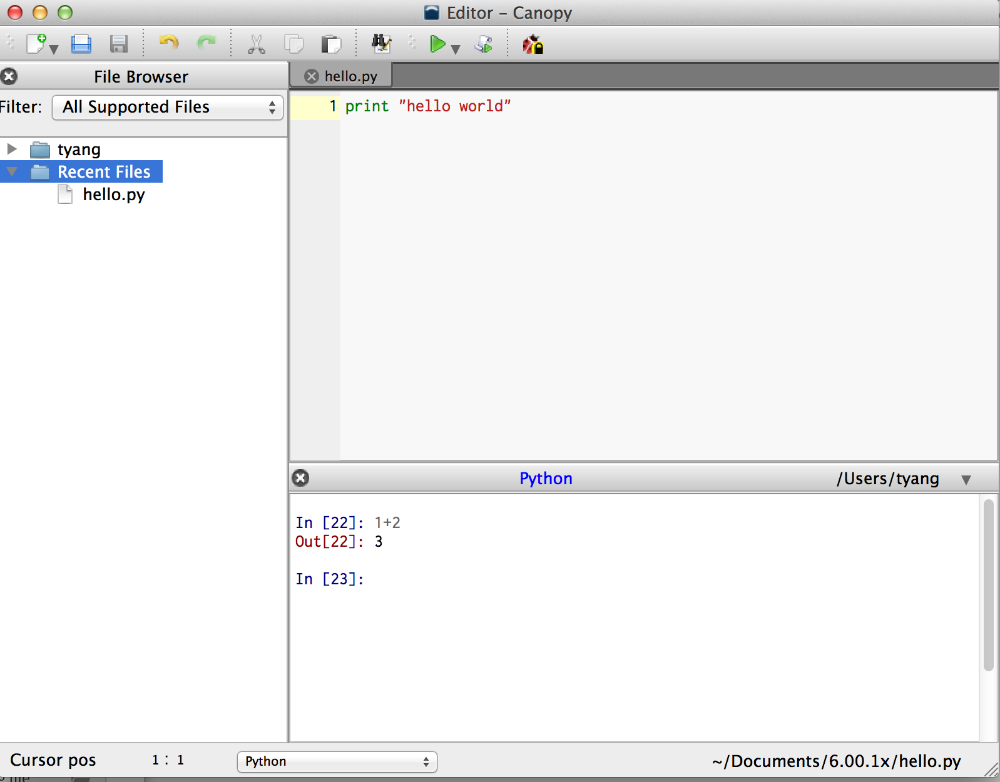 Editor – Canopy
File Browser
Filter:
All Supported Files
tyang
Recent Files
hello.py
hello.py
1 print "hello world"
Python
/Users/tyang
In [22]: 1+2
Out[22]: 3
In [23]:
Cursor pos
1 : 1
Python
~/Documents/6.00.1x/hello.py